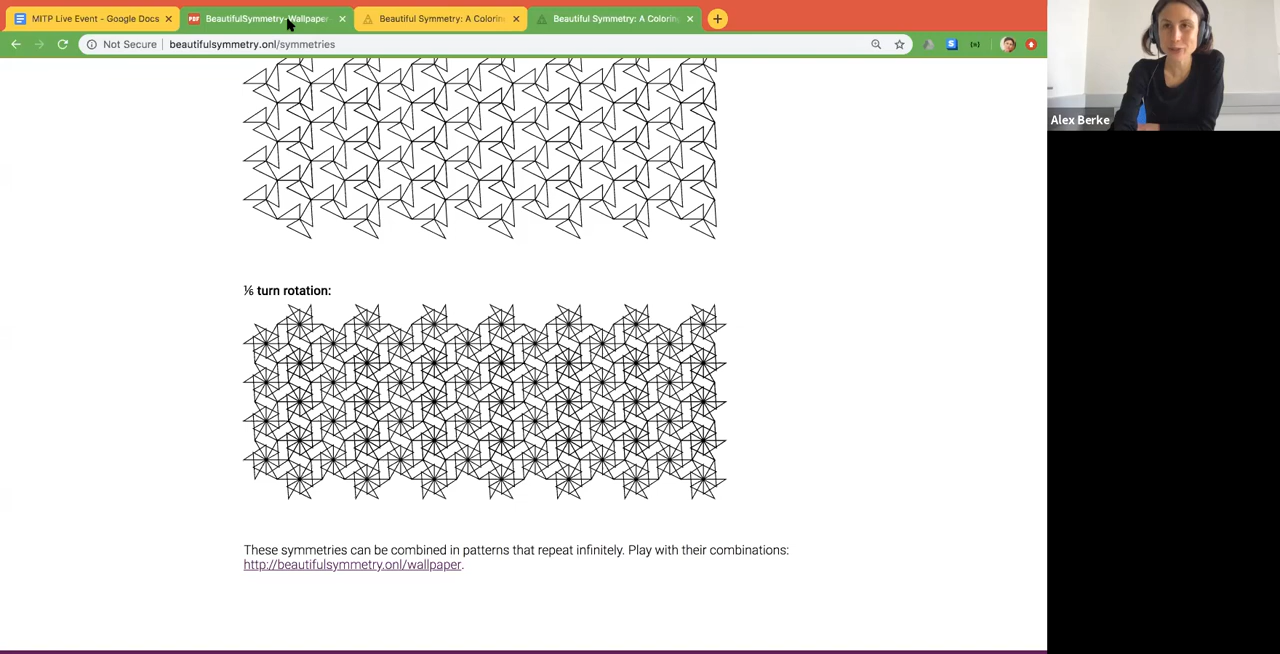 MITP Live Event - Google Docs
BeautifulSymmetry-Wallpaper
Beautiful Symmetry: A Colorin
Beautiful Symmetry: A Colorin
Not Secure
beautifulsymmetry.onl/symmetries
Alex Berke
⅙ turn rotation:
These symmetries can be combined in patterns that repeat infinitely. Play with their combinations:
http://beautifulsymmetry.onl/wallpaper.